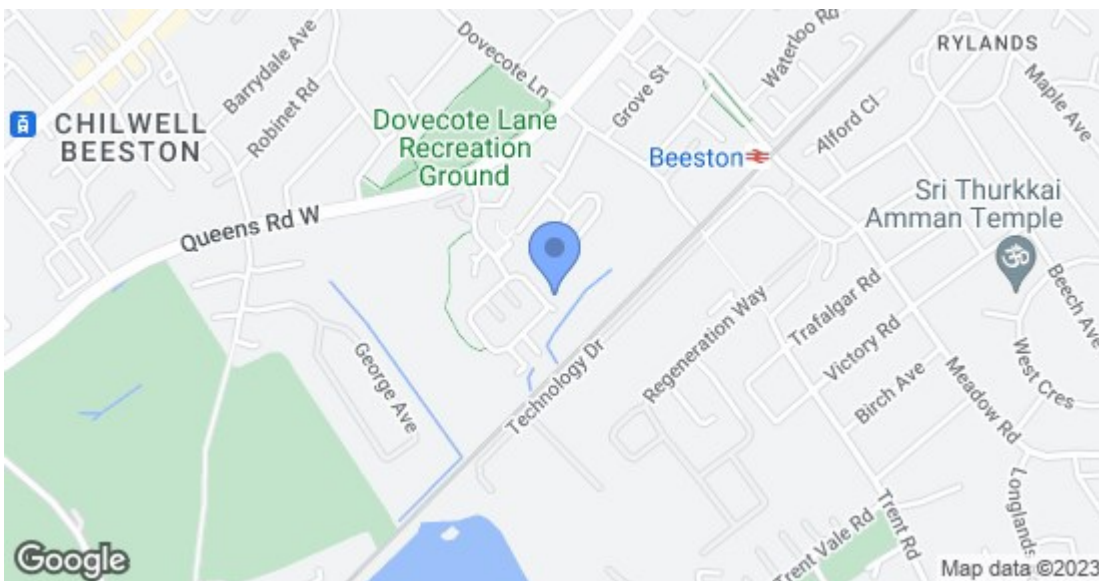 Barrydale Ave
Dovecote Ln
Waterloo Rd
RYLANDS
Maple Ave
CHILWELL
BEESTON
Robinet Rd
Dovecote Lane
Recreation
Ground
Grove St
Alford Cl
Beeston
Sri Thurkkai
Amman Temple
ॐ
Queens Rd W
Beech Ave
Regeneration Way
Trafalgar Rd
Victory Rd
West Cres
George Ave
Technology Dr
Birch Ave
Meadow Rd
Longlands
Trent Rd
Trent Vale Rd
Google
Map data ©2023